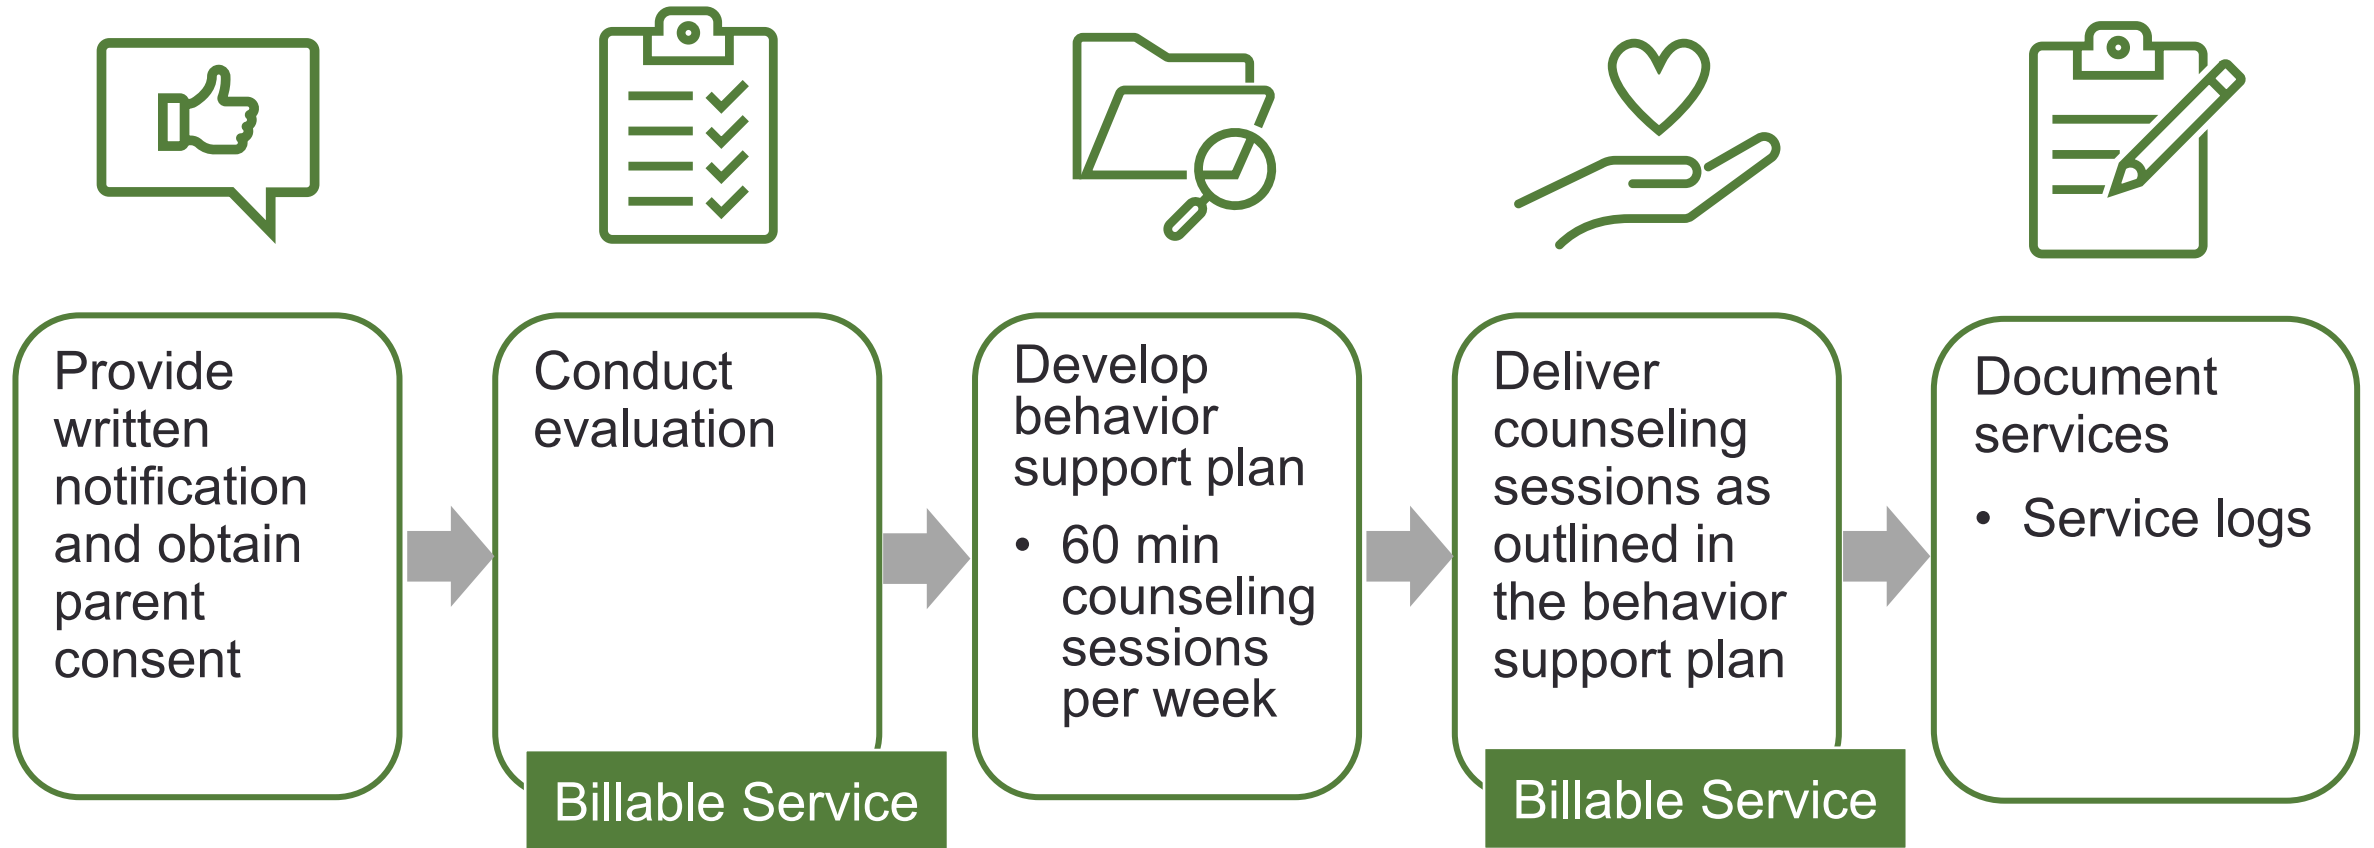 Provide
written
notification
and obtain
parent
consent
Conduct
evaluation
Billable Service
Develop
behavior
support plan
• 60 min
counseling
sessions
per week
Deliver
counseling
sessions as
outlined in
the behavior
support plan
Billable Service
Document
services
• Service logs